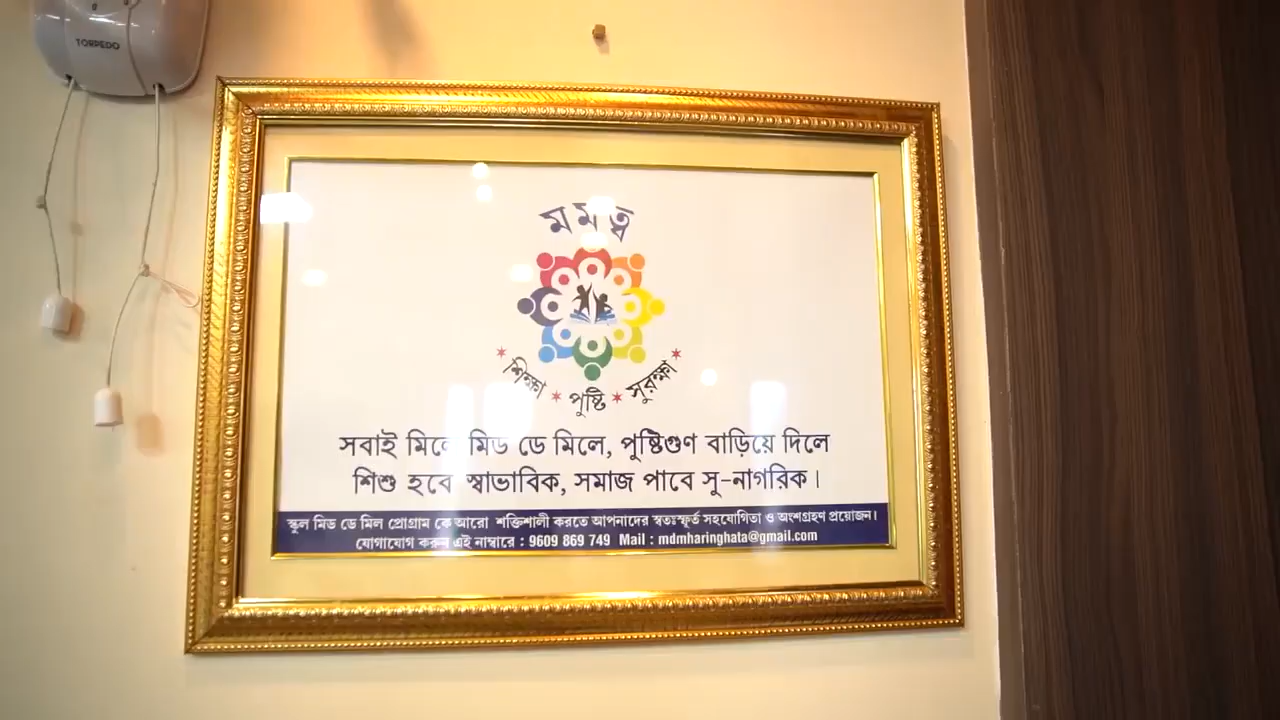 TORPEDO
মমত্ব
শিক্ষা * পুষ্টি * সুরক্ষা
সবাই মিলে মিড ডে মিলে, পুষ্টিগুণ বাড়িয়ে দিলে
শিশু হবে স্বাভাবিক, সমাজ পাবে সু-নাগরিক।
স্কুল মিড ডে মিল প্রোগ্রাম কে আরো শক্তিশালী করতে আপনাদের স্বতঃস্ফূর্ত সহযোগিতা ও অংশগ্রহণ প্রয়োজন।
যোগাযোগ করুন এই নাম্বারে : 9609 869 749 Mail : mdmharinghata@gmail.com